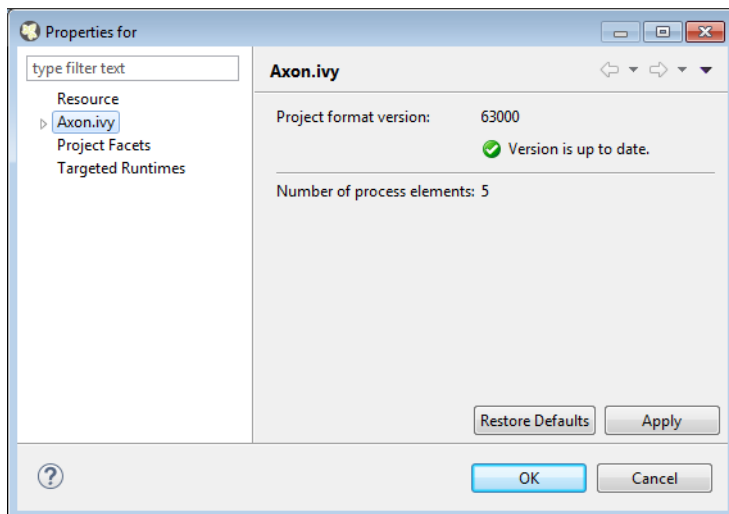 Properties for
type filter text
Resource
Axon.ivy
Project Facets
Targeted Runtimes
Axon.ivy
Project format version: 63000
Version is up to date.
Number of process elements: 5
Restore Defaults Apply
? OK Cancel